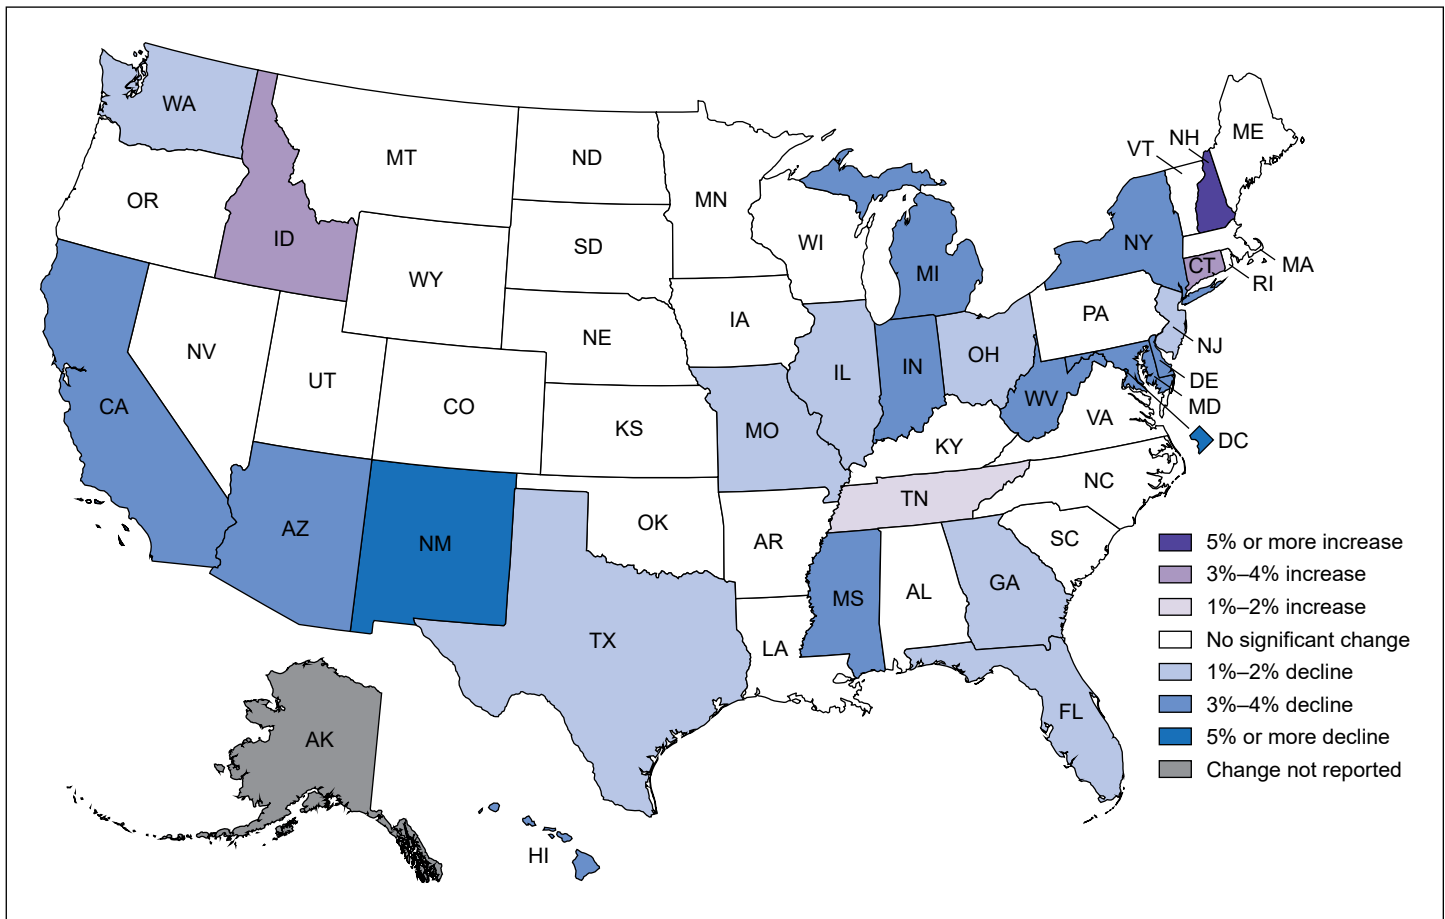 WA
MT
ND
MN
VT
NH
ME
OR
ID
SD
WI
MI
NY
CT
MA
RI
WY
IA
PA
NV
NE
NJ
UT
CO
IL
IN
OH
DE
MD
CA
KS
MO
WV
VA
DC
KY
NC
AZ
NM
OK
TN
AR
SC
MS
AL
GA
TX
LA
FL
AK
HI
5% or more increase
3%–4% increase
1%–2% increase
No significant change
1%–2% decline
3%–4% decline
5% or more decline
Change not reported